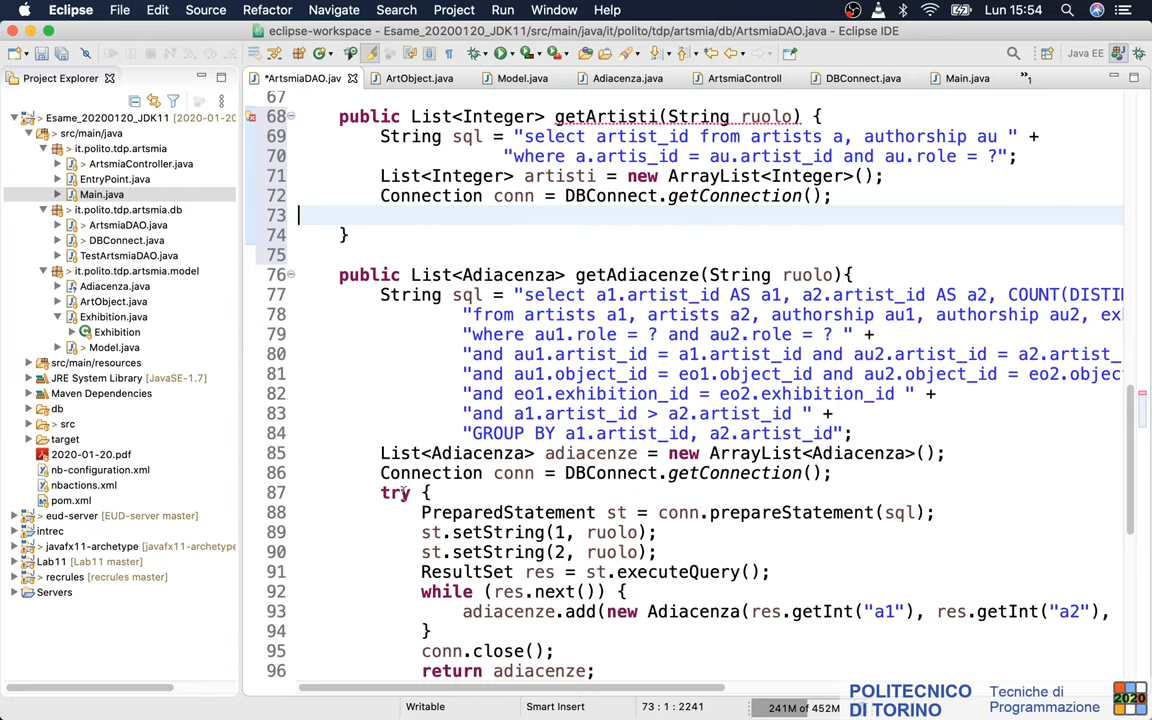 Eclipse File Edit Source Refactor Navigate Search Project Run Window Help Lun 15:54
eclipse-workspace - Esame_20200120_JDK11/src/main/java/it/polito/tdp/artsmia/db/ArtsmiaDAO.java - Eclipse IDE
Java EE
Project Explorer
*ArtsmiaDAO.jav ArtObject.java Model.java Adiacenza.java ArtsmiaControll DBConnect.java Main.java »1
Esame_20200120_JDK11 [2020-01-20
src/main/java
it.polito.tdp.artsmia
> ArtsmiaController.java
EntryPoint.java
Main.java
it.polito.tdp.artsmia.db
> ArtsmiaDAO.java
> DBConnect.java
TestArtsmiaDAO.java
it.polito.tdp.artsmia.model
Adiacenza.java
ArtObject.java
Exhibition.java
Exhibition
> Model.java
src/main/resources
JRE System Library [JavaSE-1.7]
Maven Dependencies
db
> src
target
2020-01-20.pdf
nb-configuration.xml
nbactions.xml
pom.xml
> eud-server [EUD-server master]
intrec
> javafx11-archetype [javafx11-archetype
Lab11 [Lab11 master]
> recrules [recrules master]
Servers
67
68 public List<Integer> getArtisti(String ruolo) {
69 String sql = "select artist_id from artists a, authorship au " +
70 "where a.artis_id = au.artist_id and au.role = ?";
71 List<Integer> artisti = new ArrayList<Integer>();
72 Connection conn = DBConnect.getConnection();
73
74 }
75
76 public List<Adiacenza> getAdiacenze(String ruolo){
77 String sql = "select a1.artist_id AS a1, a2.artist_id AS a2, COUNT(DISTI
78 "from artists a1, artists a2, authorship au1, authorship au2, ex
79 "where au1.role = ? and au2.role = ? " +
80 "and au1.artist_id = a1.artist_id and au2.artist_id = a2.artist_
81 "and au1.object_id = eo1.object_id and au2.object_id = eo2.objec
82 "and eo1.exhibition_id = eo2.exhibition_id " +
83 "and a1.artist_id > a2.artist_id " +
84 "GROUP BY a1.artist_id, a2.artist_id";
85 List<Adiacenza> adiacenze = new ArrayList<Adiacenza>();
86 Connection conn = DBConnect.getConnection();
87 try {
88 PreparedStatement st = conn.prepareStatement(sql);
89 st.setString(1, ruolo);
90 st.setString(2, ruolo);
91 ResultSet res = st.executeQuery();
92 while (res.next()) {
93 adiacenze.add(new Adiacenza(res.getInt("a1"), res.getInt("a2"),
94 }
95 conn.close();
96 return adiacenze;
Writable Smart Insert 73 : 1 : 2241 241M of 452M
POLITECNICO
DI TORINO
Tecniche di
Programmazione
2020